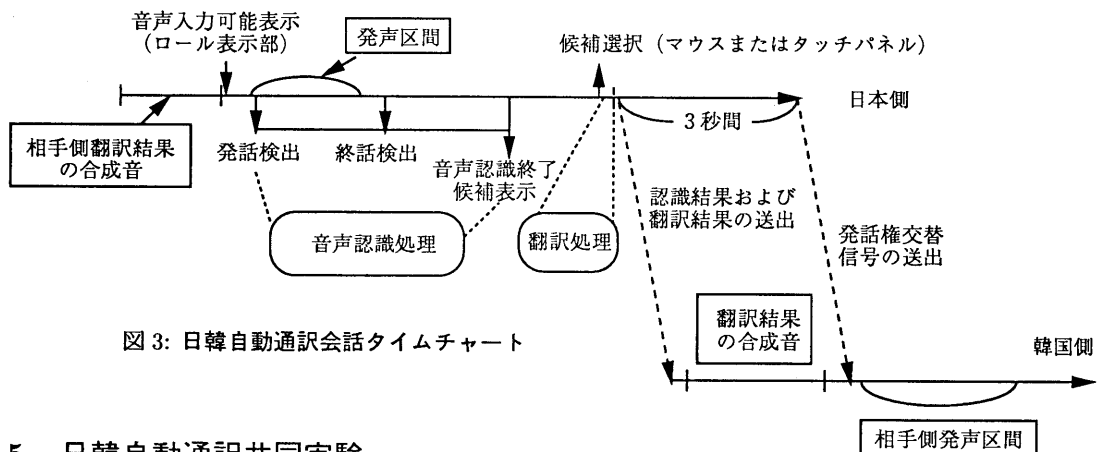 音声入力可能表示
（ロール表示部）
発声区間
候補選択（マウスまたはタッチパネル）
日本側
3秒間
相手側翻訳結果
の合成音
発話検出
終話検出
音声認識終了
候補表示
認識結果および
翻訳結果の送出
音声認識処理
翻訳処理
発話権交替
信号の送出
翻訳結果
の合成音
図3: 日韓自動通訳会話タイムチャート
韓国側
相手側発声区間